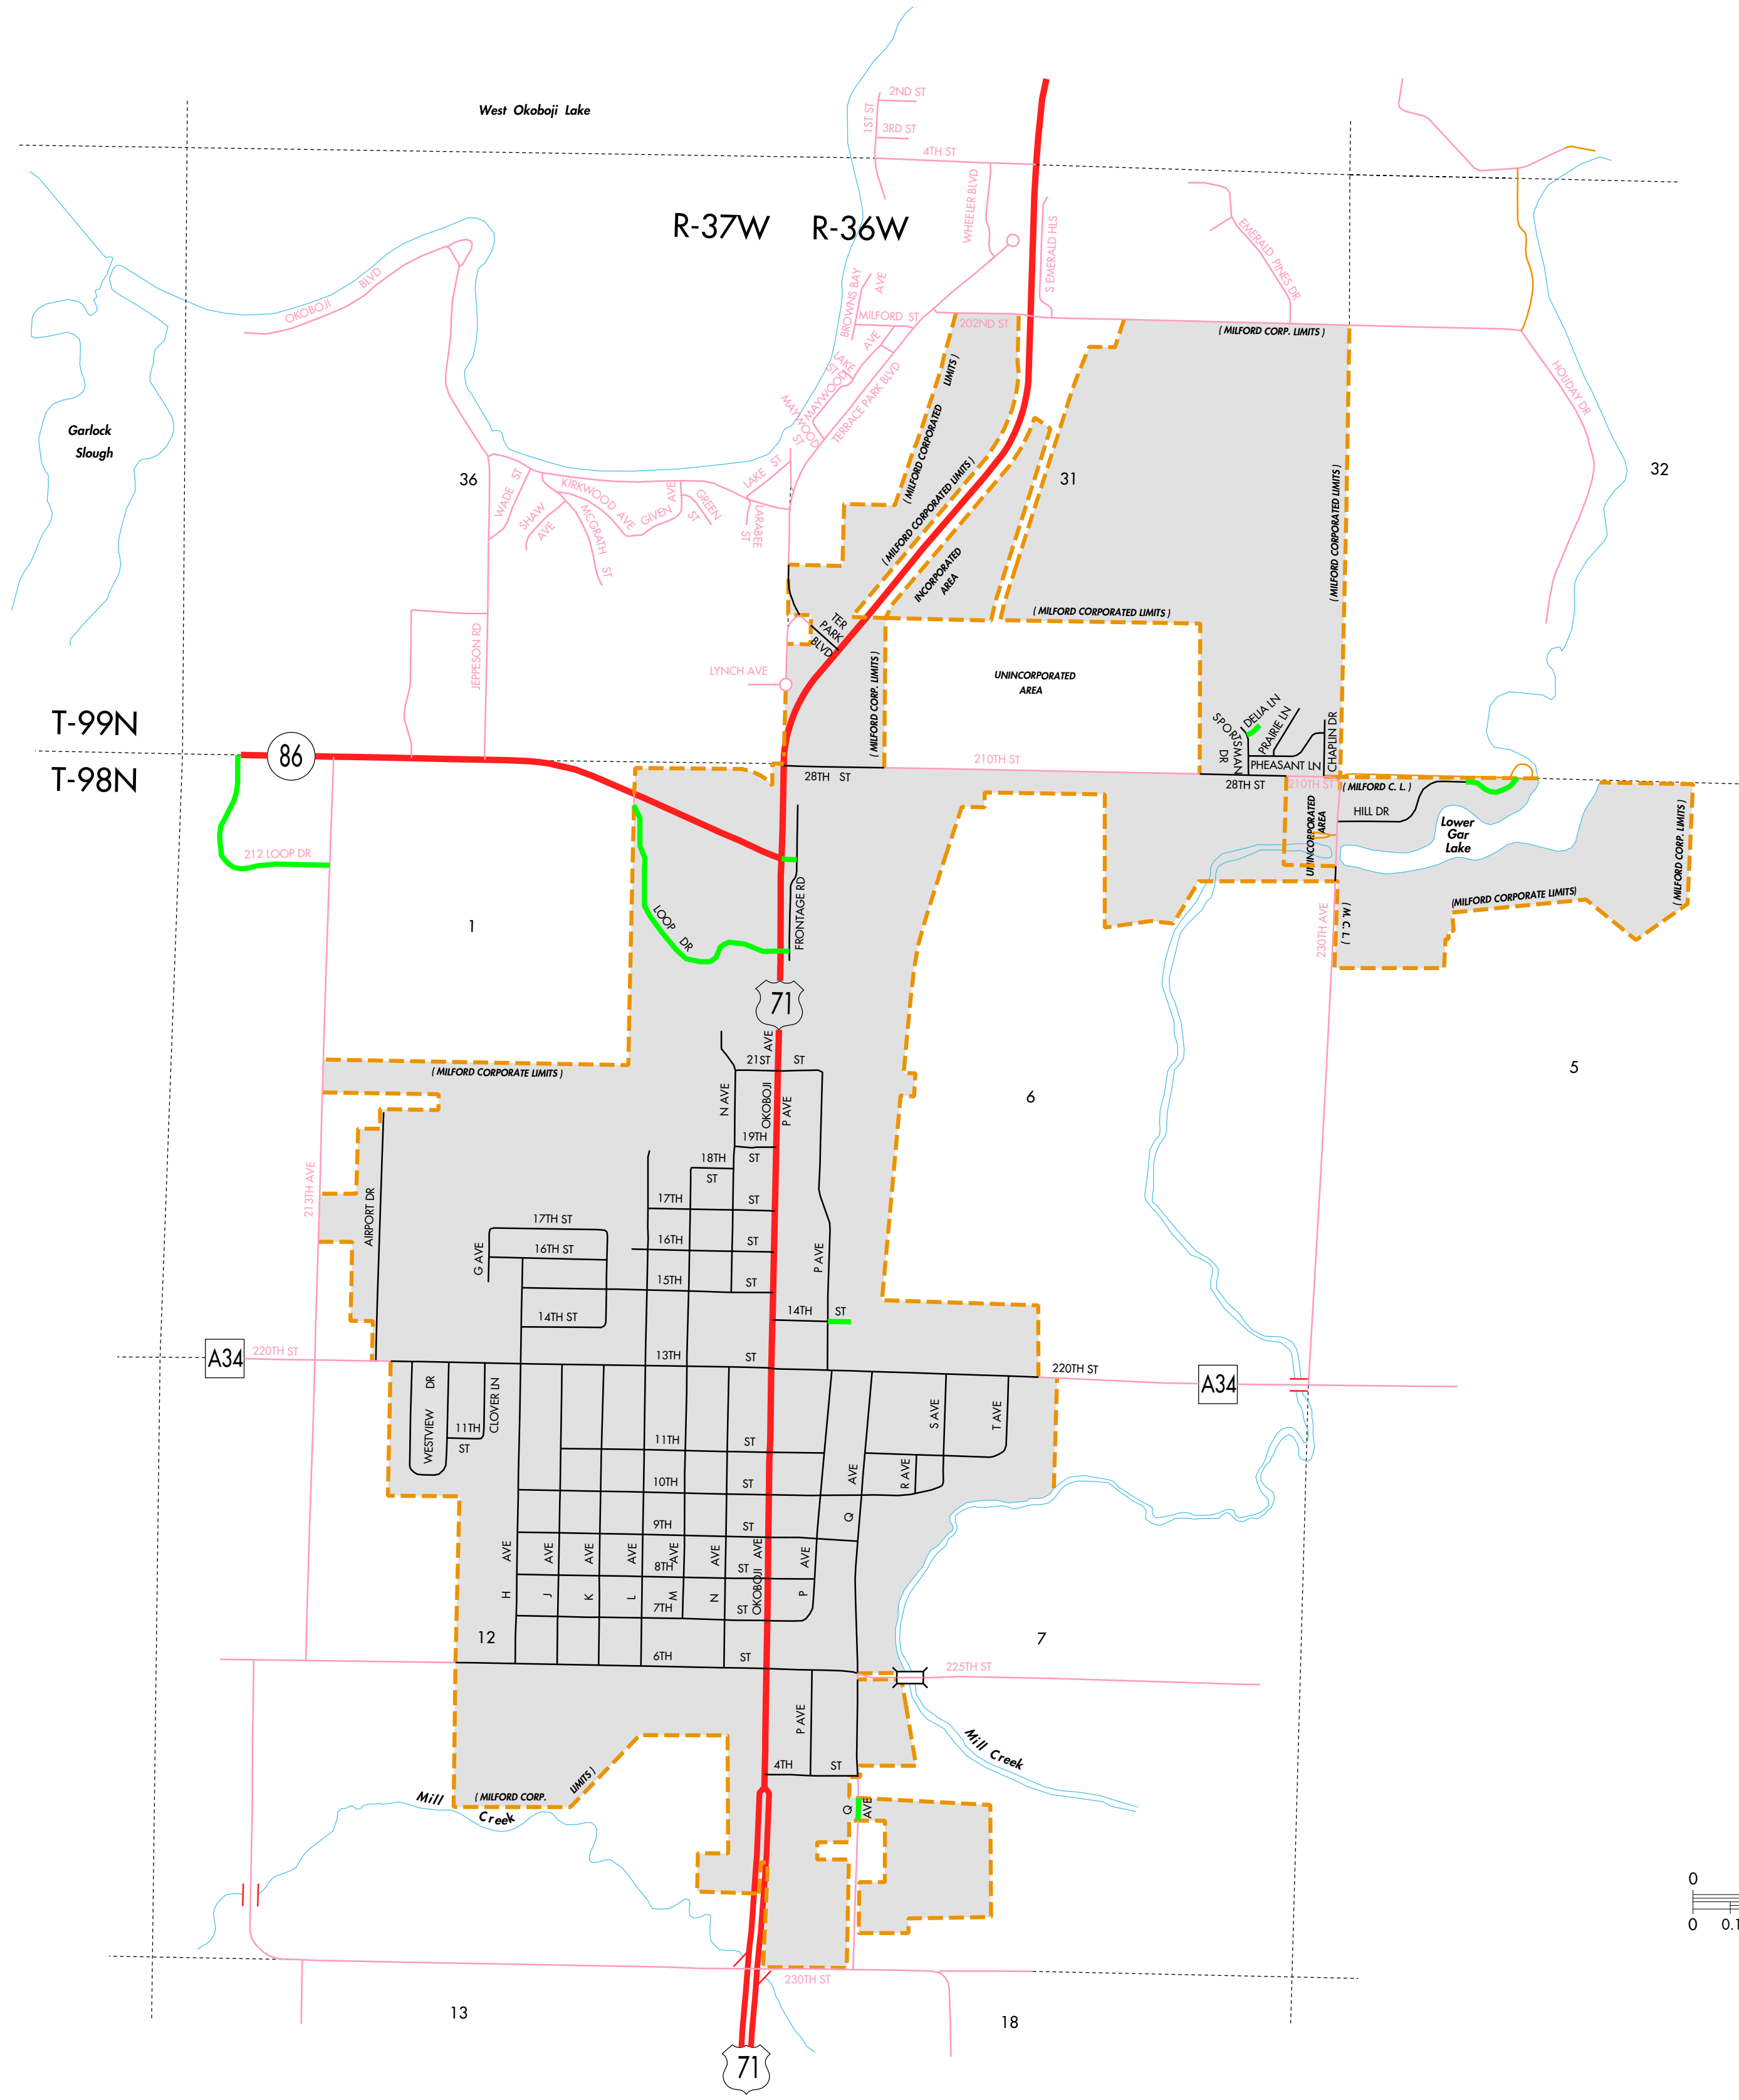 2ND ST
West Okoboji Lake
1ST ST
3RD ST
4TH ST
WHEELER BLVD
R-37W R-36W
S EMERALD HLS
EMERALD PINES DR
OKOBOJI BLVD
BROWNS BAY
AVE
MILFORD ST
202ND ST
( MILFORD CORP. LIMITS )
LAKE
ST
MAYWOOD
AVE
TERRACE PARK BLVD
MAYWOOD
ST
( MILFORD CORPORATED LIMITS )
HOLIDAY DR
Garlock
Slough
36
31
32
WADE ST
SHAW
AVE
KIRKWOOD AVE
MCGRATH ST
GIVEN
AVE
GREEN
ST
LAKE ST
LARABEE
ST
( MILFORD CORPORATED LIMITS )
( MILFORD CORPORATED LIMITS )
INCORPORATED
AREA
( MILFORD CORPORATED LIMITS )
TER
PARK
BLVD
JEPPESON RD
LYNCH AVE
( MILFORD CORP. LIMITS )
UNINCORPORATED
AREA
T-99N
T-98N
86
SPORTSMAN
DR
DELIA LN
PRAIRIE LN
CHAPLIN DR
PHEASANT LN
28TH ST
210TH ST
28TH ST
210TH ST
( MILFORD C. L. )
HILL DR
UNINCORPORATED
AREA
Lower
Gar
Lake
( MILFORD CORP. LIMITS )
(MILFORD CORPORATE LIMITS)
( M. C. L. )
230TH AVE
212 LOOP DR
LOOP DR
FRONTAGE RD
1
71
5
6
( MILFORD CORPORATE LIMITS )
AVE
OKOBOJI
21ST ST
N AVE
P AVE
19TH
ST
18TH
ST
17TH ST
16TH ST
15TH ST
213TH AVE
AIRPORT DR
17TH ST
G AVE
16TH ST
14TH ST
P AVE
14TH ST
13TH ST
A34
220TH ST
220TH ST
A34
WESTVIEW DR
CLOVER LN
11TH
ST
11TH ST
S AVE
T AVE
10TH ST
R AVE
Q AVE
9TH ST
H AVE
J AVE
K AVE
L AVE
M AVE
N AVE
OKOBOJI AVE
P AVE
8TH ST
7TH ST
12
7
6TH ST
225TH ST
P AVE
Mill Creek
4TH ST
( MILFORD CORP. LIMITS )
Mill
Creek
Q AVE
0
0 0.1
230TH ST
13
18
71